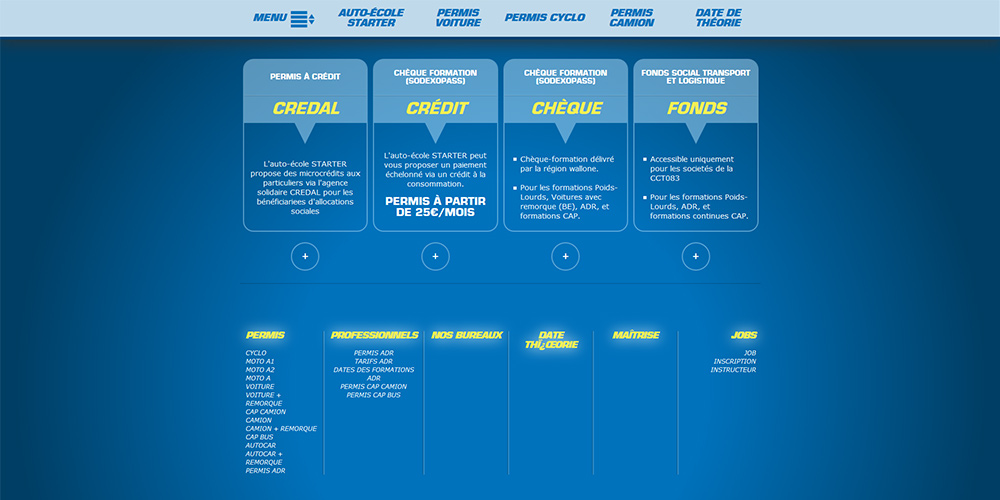 MENU
AUTO-ÉCOLE
STARTER
PERMIS
VOITURE
PERMIS CYCLO
PERMIS
CAMION
DATE DE
THÉORIE
PERMIS À CRÉDIT
CREDAL
L'auto-école STARTER
propose des microcrédits aux
particuliers via l'agence
solidaire CREDAL pour les
bénéficiariees d'allocations
sociales
+
CHÈQUE FORMATION
(SODEXOPASS)
CRÉDIT
L'auto-école STARTER peut
vous proposer un paiement
échelonné via un crédit à la
consommation.
PERMIS À PARTIR
DE 25€/MOIS
+
CHÈQUE FORMATION
(SODEXOPASS)
CHÈQUE
Chèque-formation délivré
par la région wallone.
Pour les formations Poids-
Lourds, Voitures avec
remorque (BE), ADR, et
formations CAP.
+
FONDS SOCIAL TRANSPORT
ET LOGISTIQUE
FONDS
Accessible uniquement
pour les societés de la
CCT083
Pour les formations Poids-
Lourds, ADR, et
formations continues CAP.
+
PERMIS
CYCLO
MOTO A1
MOTO A2
MOTO A
VOITURE
VOITURE +
REMORQUE
CAP CAMION
CAMION
CAMION + REMORQUE
CAP BUS
AUTOCAR
AUTOCAR +
REMORQUE
PERMIS ADR
PROFESSIONNELS
PERMIS ADR
TARIFS ADR
DATES DES FORMATIONS
ADR
PERMIS CAP CAMION
PERMIS CAP BUS
NOS BUREAUX
DATE
THï¿ŒORIE
MAÎTRISE
JOBS
JOB
INSCRIPTION
INSTRUCTEUR